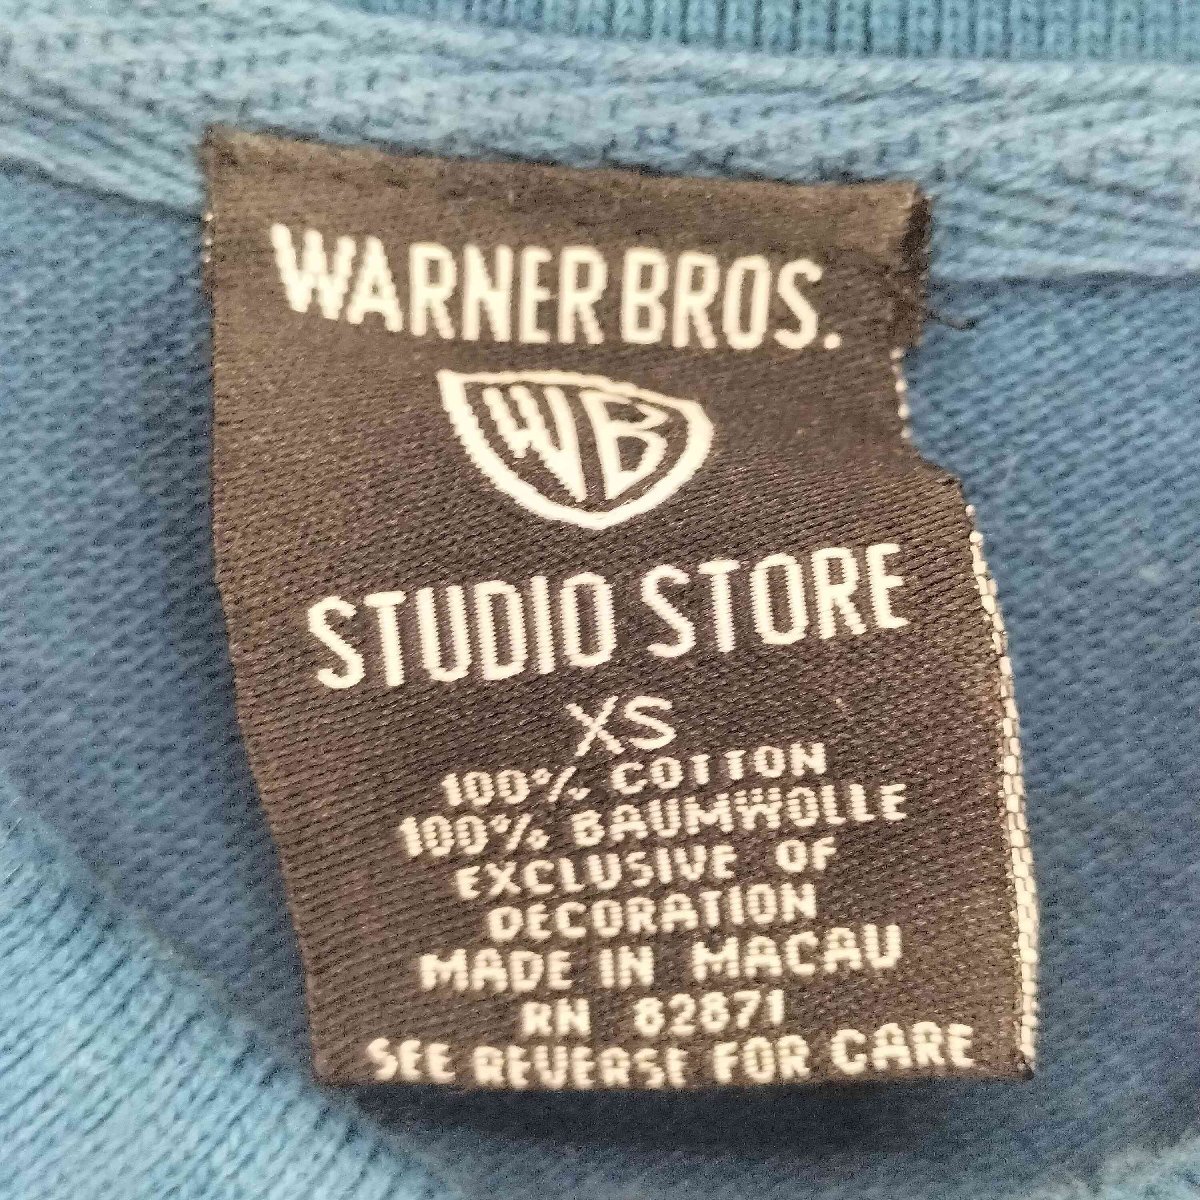 WARNER BROS.
WB
STUDIO STORE
XS
100% COTTON
100% BAUMWOLLE
EXCLUSIVE OF
DECORATION
MADE IN MACAU
RN 82871
SEE REVERSE FOR CARE